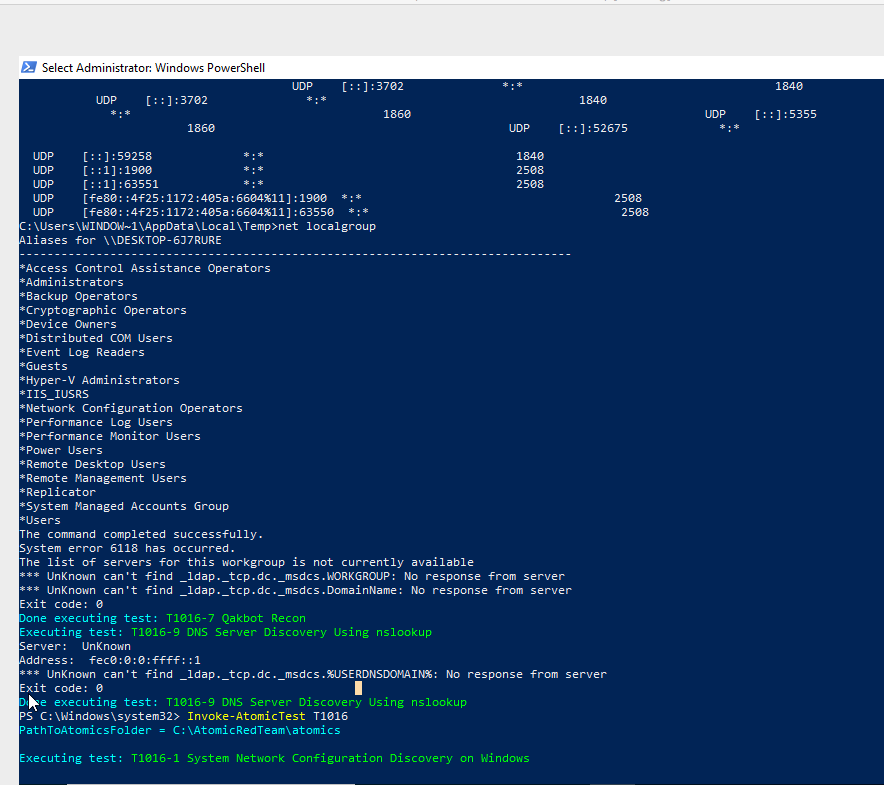 Select Administrator: Windows PowerShell
UDP [::]:3702 *:* 1840
UDP [::]:3702 *:* 1840
*:* 1860 UDP [::]:5355
1860 UDP [::]:52675 *:*
UDP [::]:59258 *:* 1840
UDP [::1]:1900 *:* 2508
UDP [::1]:63551 *:* 2508
UDP [fe80::4f25:1172:405a:6604%11]:1900 *:* 2508
UDP [fe80::4f25:1172:405a:6604%11]:63550 *:* 2508
C:\Users\WINDOW~1\AppData\Local\Temp>net localgroup
Aliases for \\DESKTOP-6J7RURE
-------------------------------------------------------------------------------
*Access Control Assistance Operators
*Administrators
*Backup Operators
*Cryptographic Operators
*Device Owners
*Distributed COM Users
*Event Log Readers
*Guests
*Hyper-V Administrators
*IIS_IUSRS
*Network Configuration Operators
*Performance Log Users
*Performance Monitor Users
*Power Users
*Remote Desktop Users
*Remote Management Users
*Replicator
*System Managed Accounts Group
*Users
The command completed successfully.
System error 6118 has occurred.
The list of servers for this workgroup is not currently available
*** UnKnown can't find _ldap._tcp.dc._msdcs.WORKGROUP: No response from server
*** UnKnown can't find _ldap._tcp.dc._msdcs.DomainName: No response from server
Exit code: 0
Done executing test: T1016-7 Qakbot Recon
Executing test: T1016-9 DNS Server Discovery Using nslookup
Server: UnKnown
Address: fec0:0:0:ffff::1
*** UnKnown can't find _ldap._tcp.dc._msdcs.%USERDNSDOMAIN%: No response from server
Exit code: 0
Done executing test: T1016-9 DNS Server Discovery Using nslookup
PS C:\Windows\system32> Invoke-AtomicTest T1016
PathToAtomicsFolder = C:\AtomicRedTeam\atomics
Executing test: T1016-1 System Network Configuration Discovery on Windows